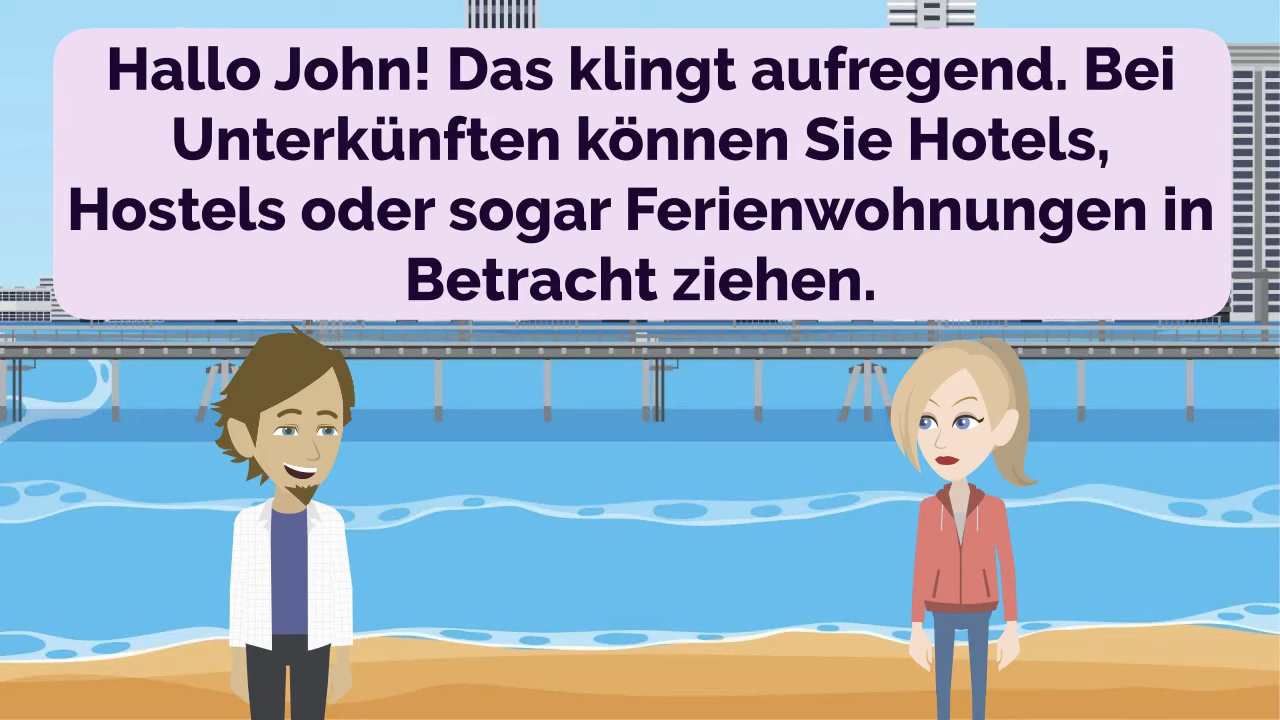 Hallo John! Das klingt aufregend. Bei
Unterkünften können Sie Hotels,
Hostels oder sogar Ferienwohnungen in
Betracht ziehen.